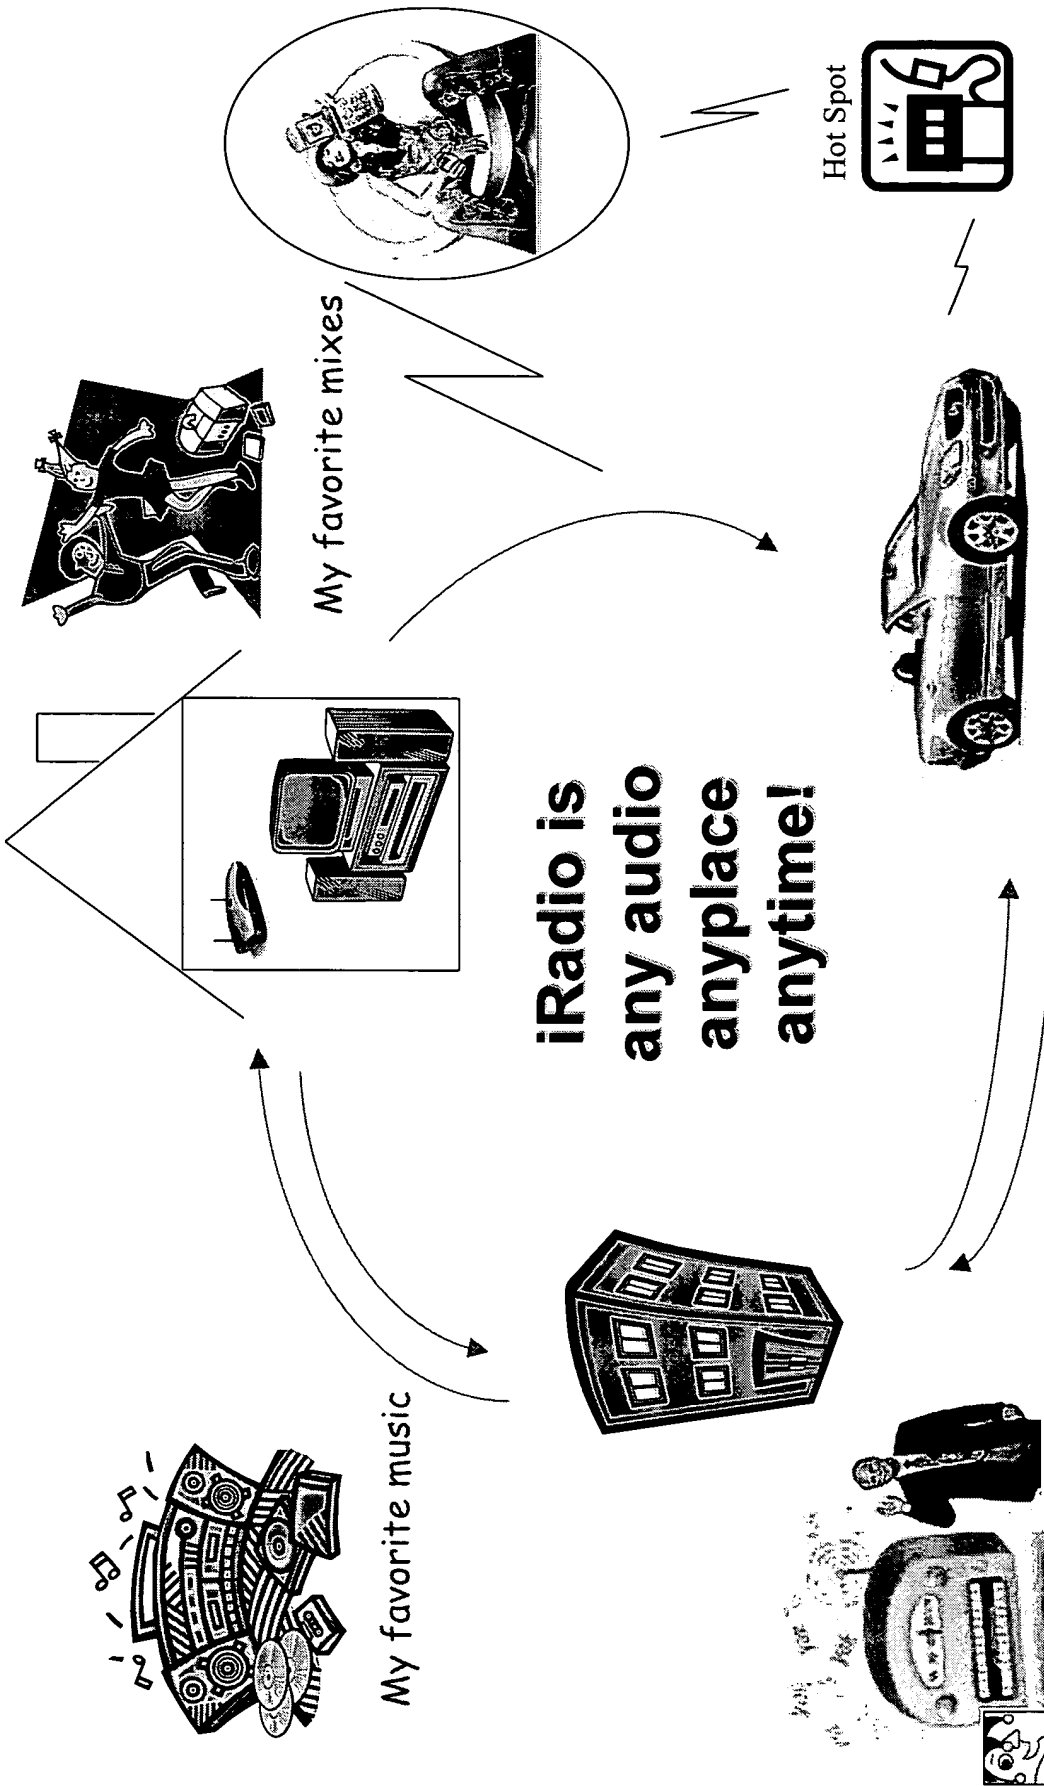 My favorite music
My favorite mixes
iRadio is
any audio
anyplace
anytime!
Hot Spot